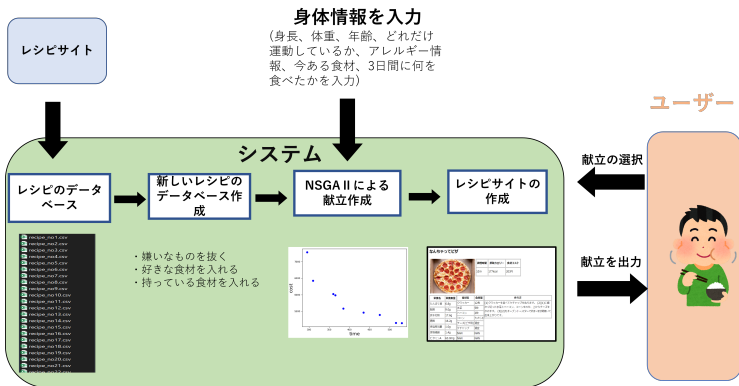 身体情報を入力
(身長、体重、年齢、どれだけ
運動しているか、アレルギー情
報、今ある食材、3日間に何を
食べたかを入力)
レシピサイト
ユーザー
システム
レシピのデータ
ベース
新しいレシピの
データベース作
成
NSGAⅡによる
献立作成
レシピサイトの
作成
献立の選択
献立を出力
recipe_no1.csv
recipe_no2.csv
recipe_no3.csv
recipe_no4.csv
recipe_no5.csv
recipe_no6.csv
recipe_no7.csv
recipe_no8.csv
recipe_no9.csv
recipe_no10.csv
recipe_no11.csv
recipe_no12.csv
recipe_no13.csv
recipe_no14.csv
recipe_no15.csv
recipe_no16.csv
recipe_no17.csv
recipe_no18.csv
recipe_no19.csv
recipe_no20.csv
recipe_no21.csv
・嫌いなものを抜く
・好きな食材を入れる
・持っている食材を入れる
cost
time
なんちゃってピザ